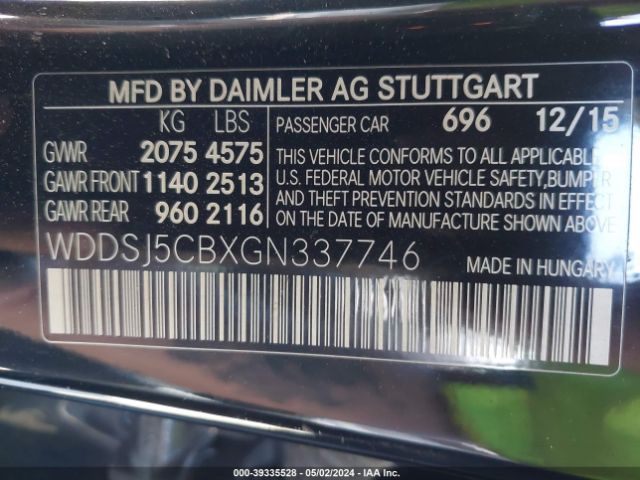 MFD BY DAIMLER AG STUTTGART
KG LBS
GVWR 2075 4575
GAWR FRONT 1140 2513
GAWR REAR 960 2116
PASSENGER CAR 696 12/15
THIS VEHICLE CONFORMS TO ALL APPLICABLE
U.S. FEDERAL MOTOR VEHICLE SAFETY, BUMPER
AND THEFT PREVENTION STANDARDS IN EFFECT
ON THE DATE OF MANUFACTURE SHOWN ABOVE
WDDSJ5CBXGN337746 MADE IN HUNGARY
000-39335528 - 05/02/2024 - IAA Inc.